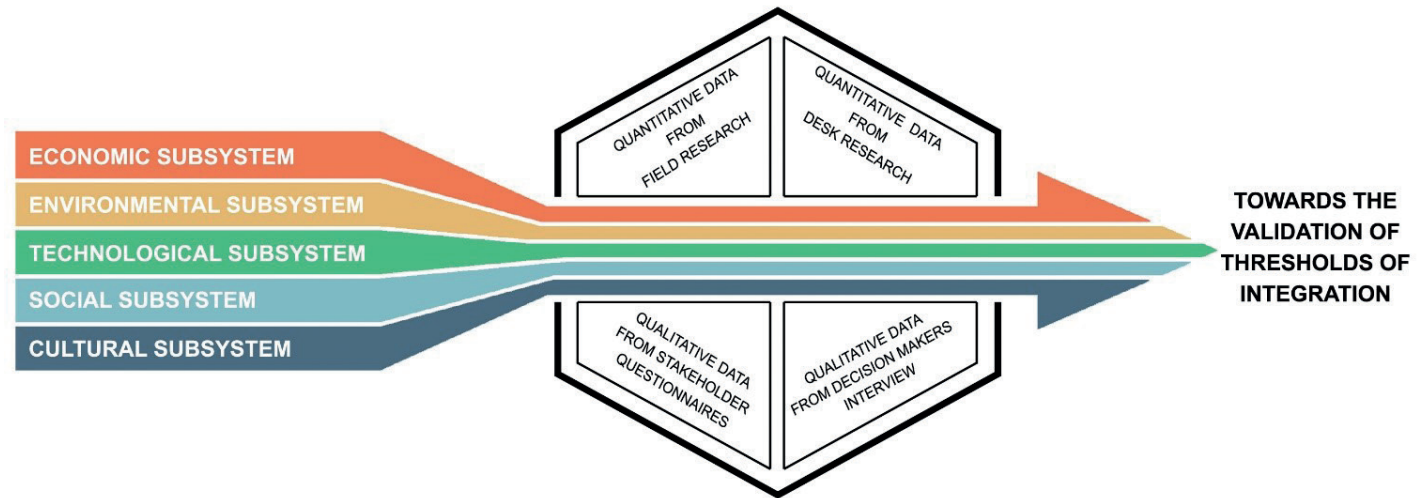 ECONOMIC SUBSYSTEM
ENVIRONMENTAL SUBSYSTEM
TECHNOLOGICAL SUBSYSTEM
SOCIAL SUBSYSTEM
CULTURAL SUBSYSTEM
QUANTITATIVE DATA
FROM
FIELD RESEARCH
QUANTITATIVE DATA
FROM
DESK RESEARCH
QUALITATIVE DATA
FROM STAKEHOLDER
QUESTIONNAIRES
QUALITATIVE DATA
FROM DECISION MAKERS
INTERVIEW
TOWARDS THE
VALIDATION OF
THRESHOLDS OF
INTEGRATION